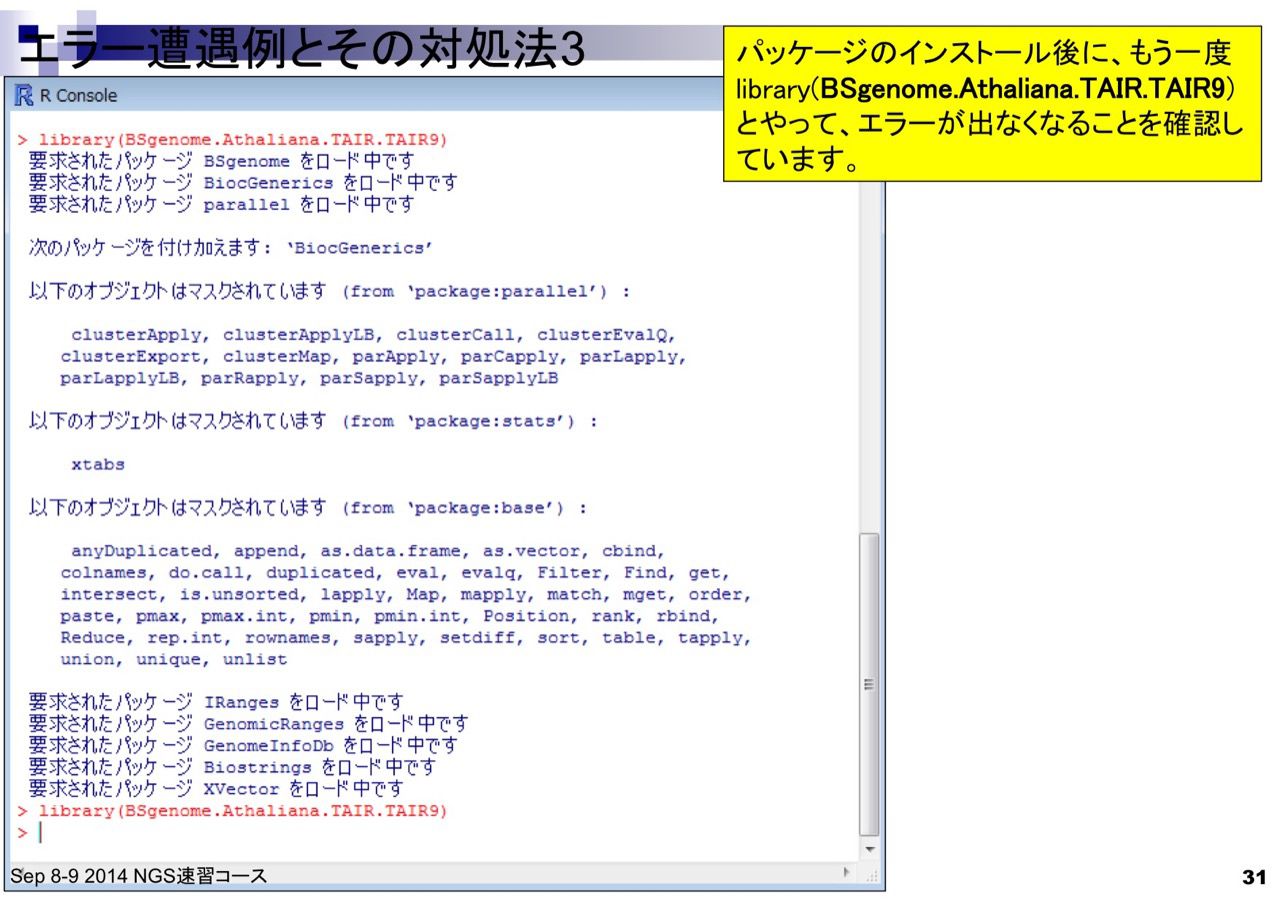 エラー遭遇例とその対処法3
パッケージのインストール後に、もう一度
library(BSgenome.Athaliana.TAIR.TAIR9)
とやって、エラーが出なくなることを確認し
ています。
R Console
> library(BSgenome.Athaliana.TAIR.TAIR9)
要求されたパッケージ BSgenome をロード中です
要求されたパッケージ BiocGenerics をロード中です
要求されたパッケージ parallel をロード中です
次のパッケージを付け加えます: ‘BiocGenerics’
以下のオブジェクトはマスクされています (from ‘package:parallel’) :
clusterApply, clusterApplyLB, clusterCall, clusterEvalQ,
clusterExport, clusterMap, parApply, parCapply, parLapply,
parLapplyLB, parRapply, parSapply, parSapplyLB
以下のオブジェクトはマスクされています (from ‘package:stats’) :
xtabs
以下のオブジェクトはマスクされています (from ‘package:base’) :
anyDuplicated, append, as.data.frame, as.vector, cbind,
colnames, do.call, duplicated, eval, evalq, Filter, Find, get,
intersect, is.unsorted, lapply, Map, mapply, match, mget, order,
paste, pmax, pmax.int, pmin, pmin.int, Position, rank, rbind,
Reduce, rep.int, rownames, sapply, setdiff, sort, table, tapply,
union, unique, unlist
要求されたパッケージ IRanges をロード中です
要求されたパッケージ GenomicRanges をロード中です
要求されたパッケージ GenomeInfoDb をロード中です
要求されたパッケージ Biostrings をロード中です
要求されたパッケージ XVector をロード中です
> library(BSgenome.Athaliana.TAIR.TAIR9)
>
Sep 8-9 2014 NGS速習コース
31